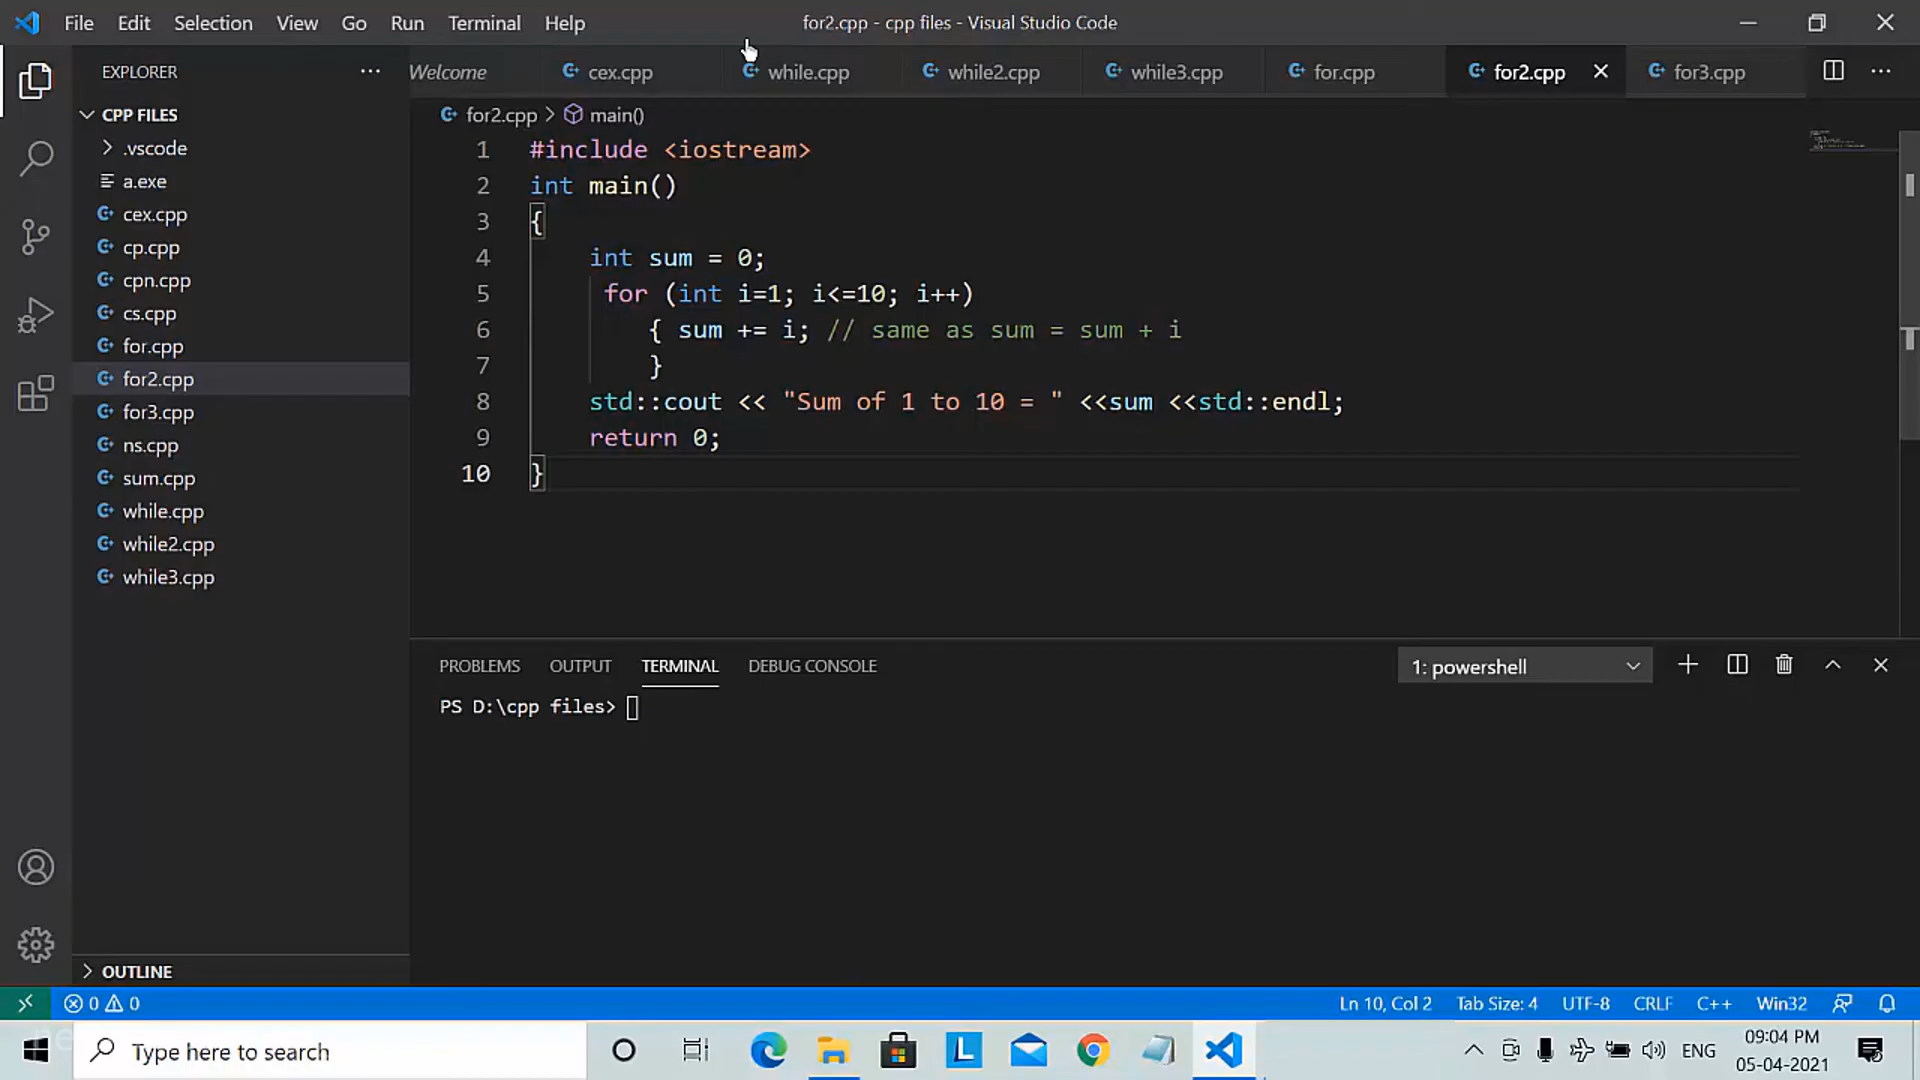 File Edit Selection View Go Run Terminal Help for2.cpp - cpp files - Visual Studio Code
EXPLORER
Welcome cex.cpp while.cpp while2.cpp while3.cpp for.cpp for2.cpp for3.cpp
CPP FILES
.vscode
a.exe
cex.cpp
cp.cpp
cpn.cpp
cs.cpp
for.cpp
for2.cpp
for3.cpp
ns.cpp
sum.cpp
while.cpp
while2.cpp
while3.cpp
OUTLINE
for2.cpp > main()
1 #include <iostream>
2 int main()
3 {
4 int sum = 0;
5 for (int i=1; i<=10; i++)
6 { sum += i; // same as sum = sum + i
7 }
8 std::cout << "Sum of 1 to 10 = " <<sum <<std::endl;
9 return 0;
10 }
PROBLEMS OUTPUT TERMINAL DEBUG CONSOLE 1: powershell
PS D:\cpp files>
0 0 Ln 10, Col 2 Tab Size: 4 UTF-8 CRLF C++ Win32
Type here to search L ENG 09:04 PM
05-04-2021